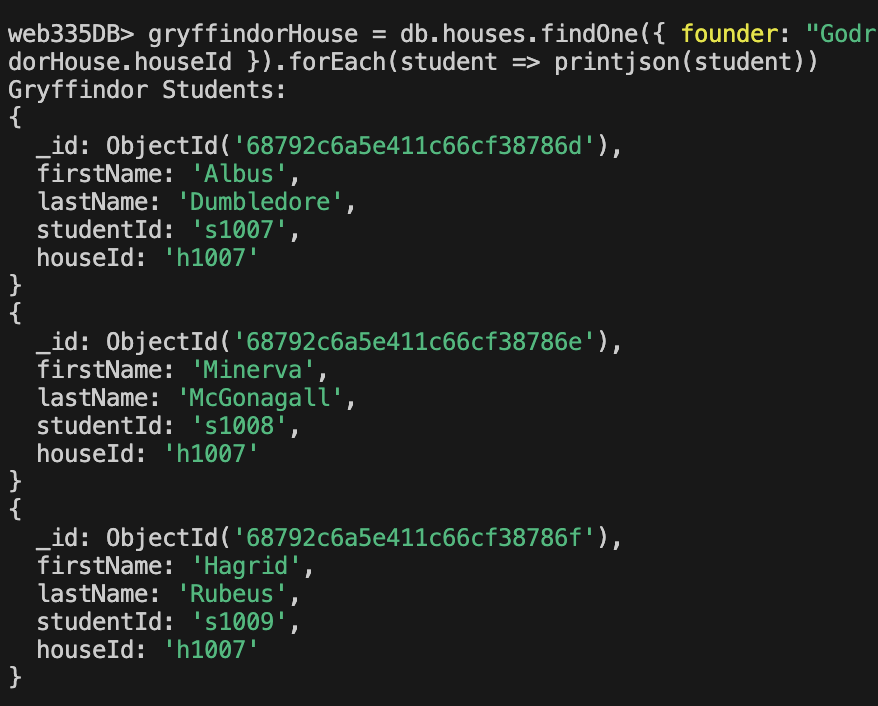 web335DB> gryffindorHouse = db.houses.findOne({ founder: "Godr
dorHouse.houseId }).forEach(student => printjson(student))
Gryffindor Students:
{
  _id: ObjectId('68792c6a5e411c66cf38786d'),
  firstName: 'Albus',
  lastName: 'Dumbledore',
  studentId: 's1007',
  houseId: 'h1007'
}
{
  _id: ObjectId('68792c6a5e411c66cf38786e'),
  firstName: 'Minerva',
  lastName: 'McGonagall',
  studentId: 's1008',
  houseId: 'h1007'
}
{
  _id: ObjectId('68792c6a5e411c66cf38786f'),
  firstName: 'Hagrid',
  lastName: 'Rubeus',
  studentId: 's1009',
  houseId: 'h1007'
}